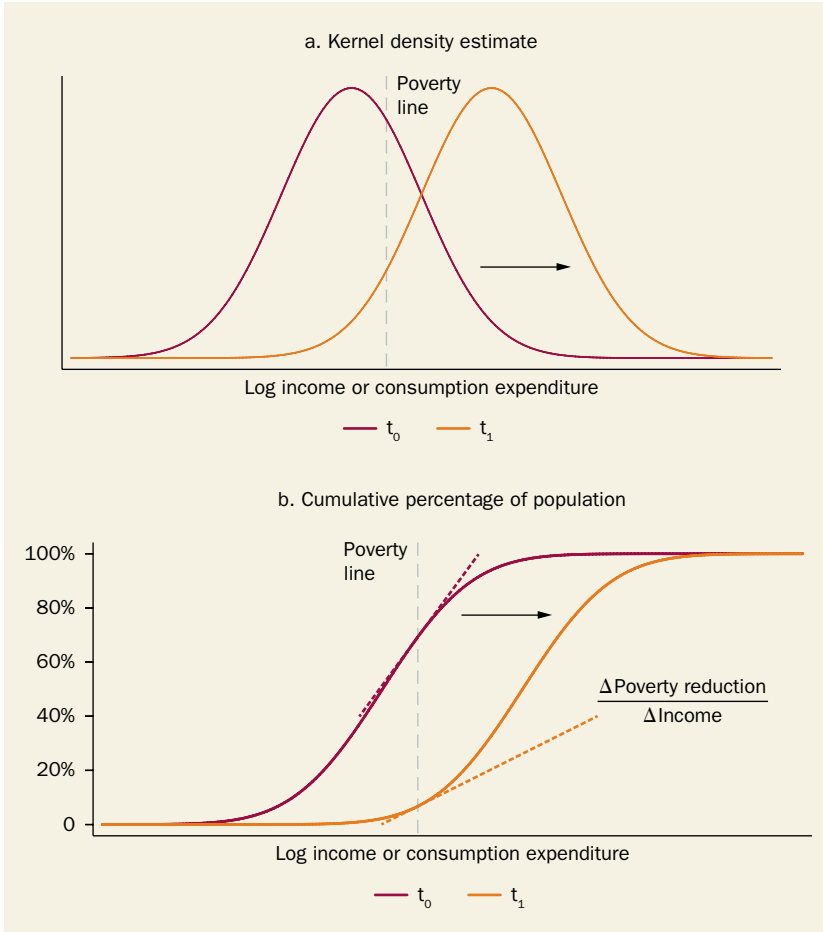 a. Kernel density estimate
Poverty
line
Log income or consumption expenditure
t0 t1
b. Cumulative percentage of population
100%
80%
60%
40%
20%
0
Poverty
line
ΔPoverty reduction
ΔIncome
Log income or consumption expenditure
t0 t1